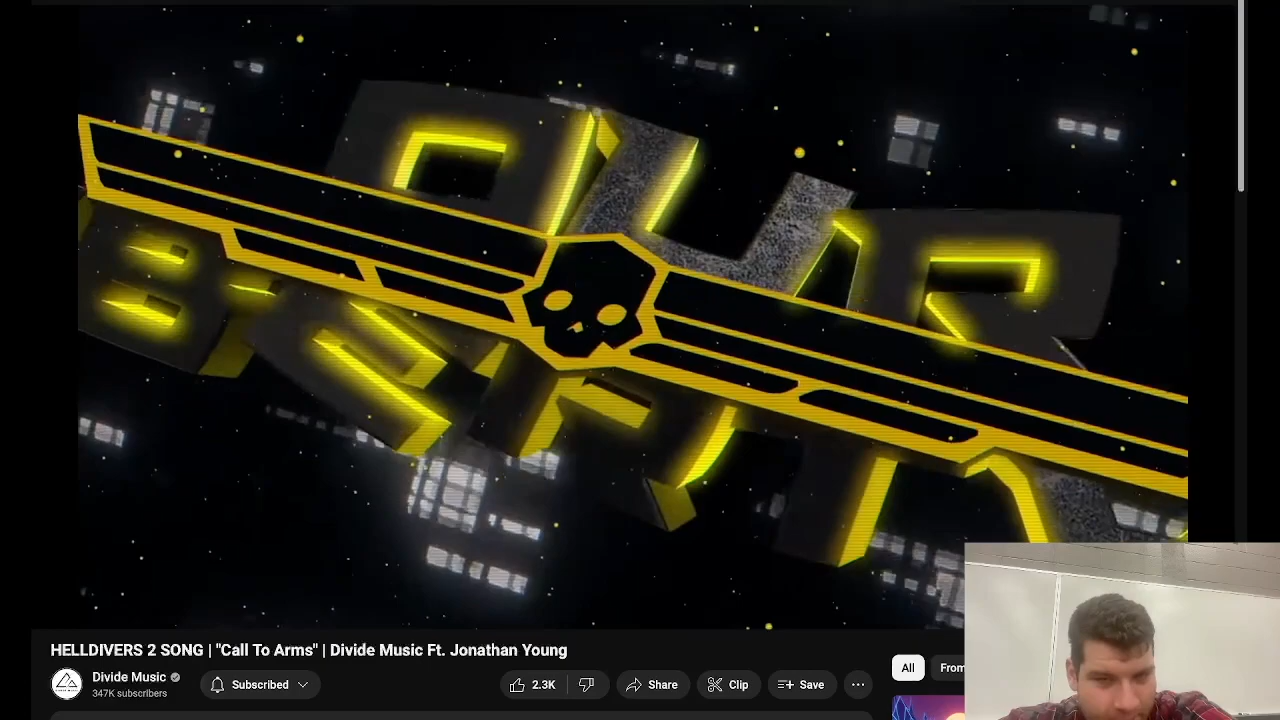 OUR
HELLDIVERS 2 SONG | "Call To Arms" | Divide Music Ft. Jonathan Young
Divide Music
347K subscribers
Subscribed
2.3K
Share
Clip
Save
All
From